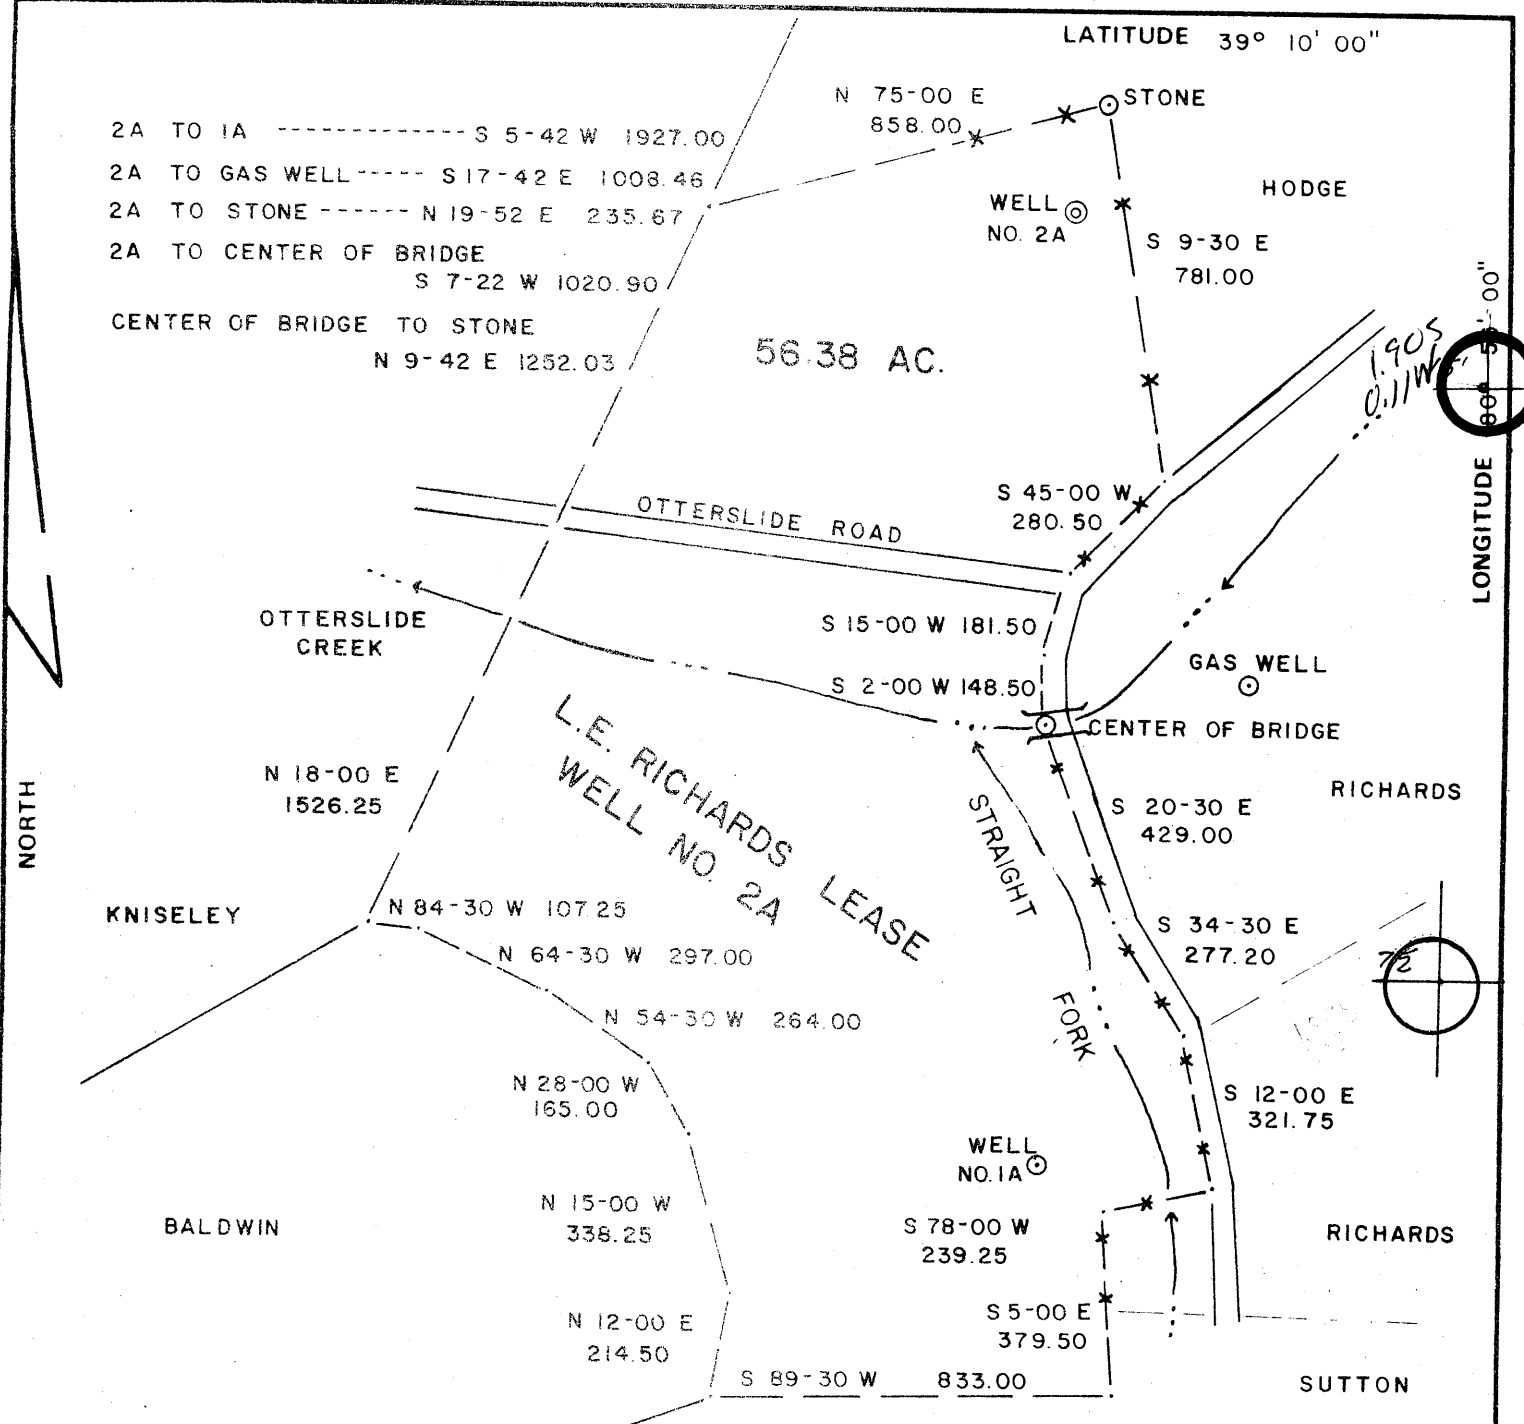 LATITUDE 39° 10' 00"
N 75-00 E
858.00
STONE
2A TO 1A ------------- S 5-42 W 1927.00
2A TO GAS WELL ----- S 17-42 E 1008.46
2A TO STONE ------ N 19-52 E 235.67
2A TO CENTER OF BRIDGE
S 7-22 W 1020.90
CENTER OF BRIDGE TO STONE
N 9-42 E 1252.03
WELL
NO. 2A
HODGE
S 9-30 E
781.00
56.38 AC.
1.90S
0.11W
LONGITUDE 80° 55' 00"
S 45-00 W
280.50
OTTERSLIDE ROAD
OTTERSLIDE
CREEK
S 15-00 W 181.50
GAS WELL
S 2-00 W 148.50
CENTER OF BRIDGE
L.E. RICHARDS LEASE
WELL NO. 2A
N 18-00 E
1526.25
NORTH
RICHARDS
S 20-30 E
429.00
STRAIGHT
FORK
KNISELEY
N 84-30 W 107.25
S 34-30 E
277.20
N 64-30 W 297.00
7½
N 54-30 W 264.00
N 28-00 W
165.00
S 12-00 E
321.75
WELL
NO. 1A
N 15-00 W
338.25
BALDWIN
S 78-00 W
239.25
RICHARDS
N 12-00 E
214.50
S 5-00 E
379.50
S 89-30 W 833.00
SUTTON